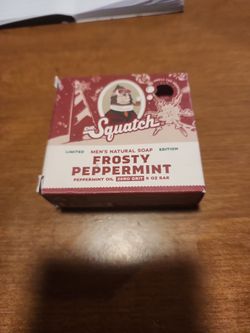 DR.
Squatch
LIMITED MEN'S NATURAL SOAP EDITION
FROSTY
PEPPERMINT
PEPPERMINT OIL ZERO GRIT 5 OZ BAR